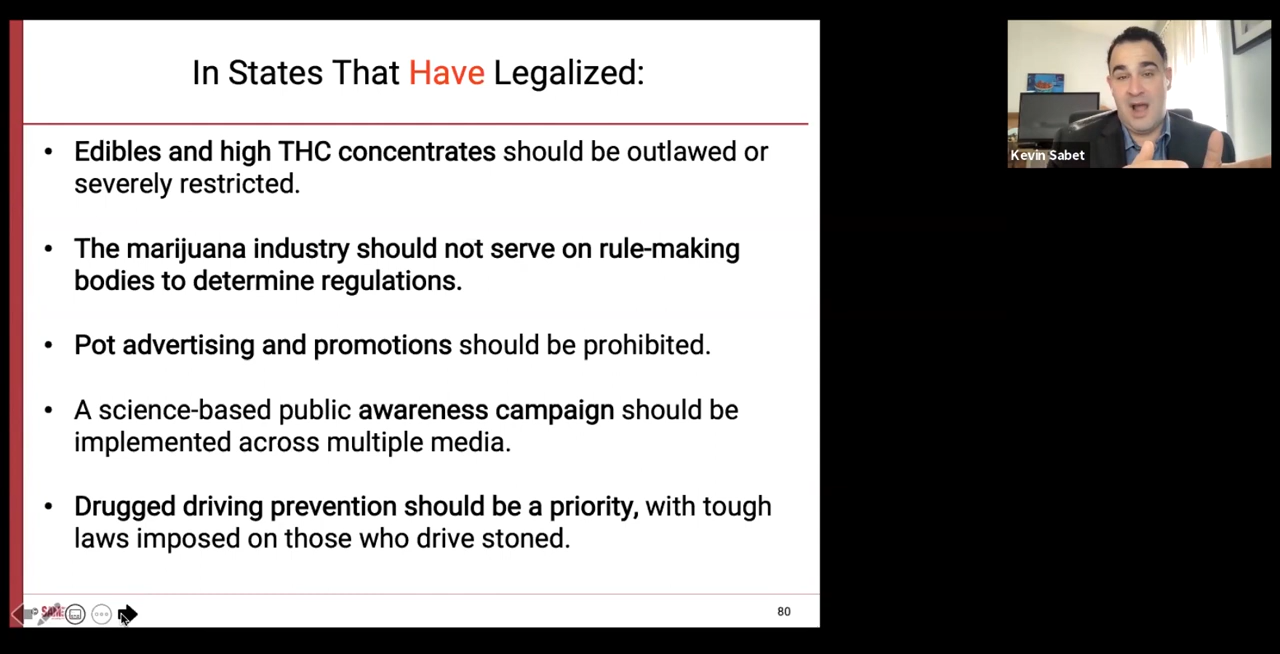 In States That Have Legalized:
• Edibles and high THC concentrates should be outlawed or
severely restricted.
• The marijuana industry should not serve on rule-making
bodies to determine regulations.
• Pot advertising and promotions should be prohibited.
• A science-based public awareness campaign should be
implemented across multiple media.
• Drugged driving prevention should be a priority, with tough
laws imposed on those who drive stoned.
80
Kevin Sabet